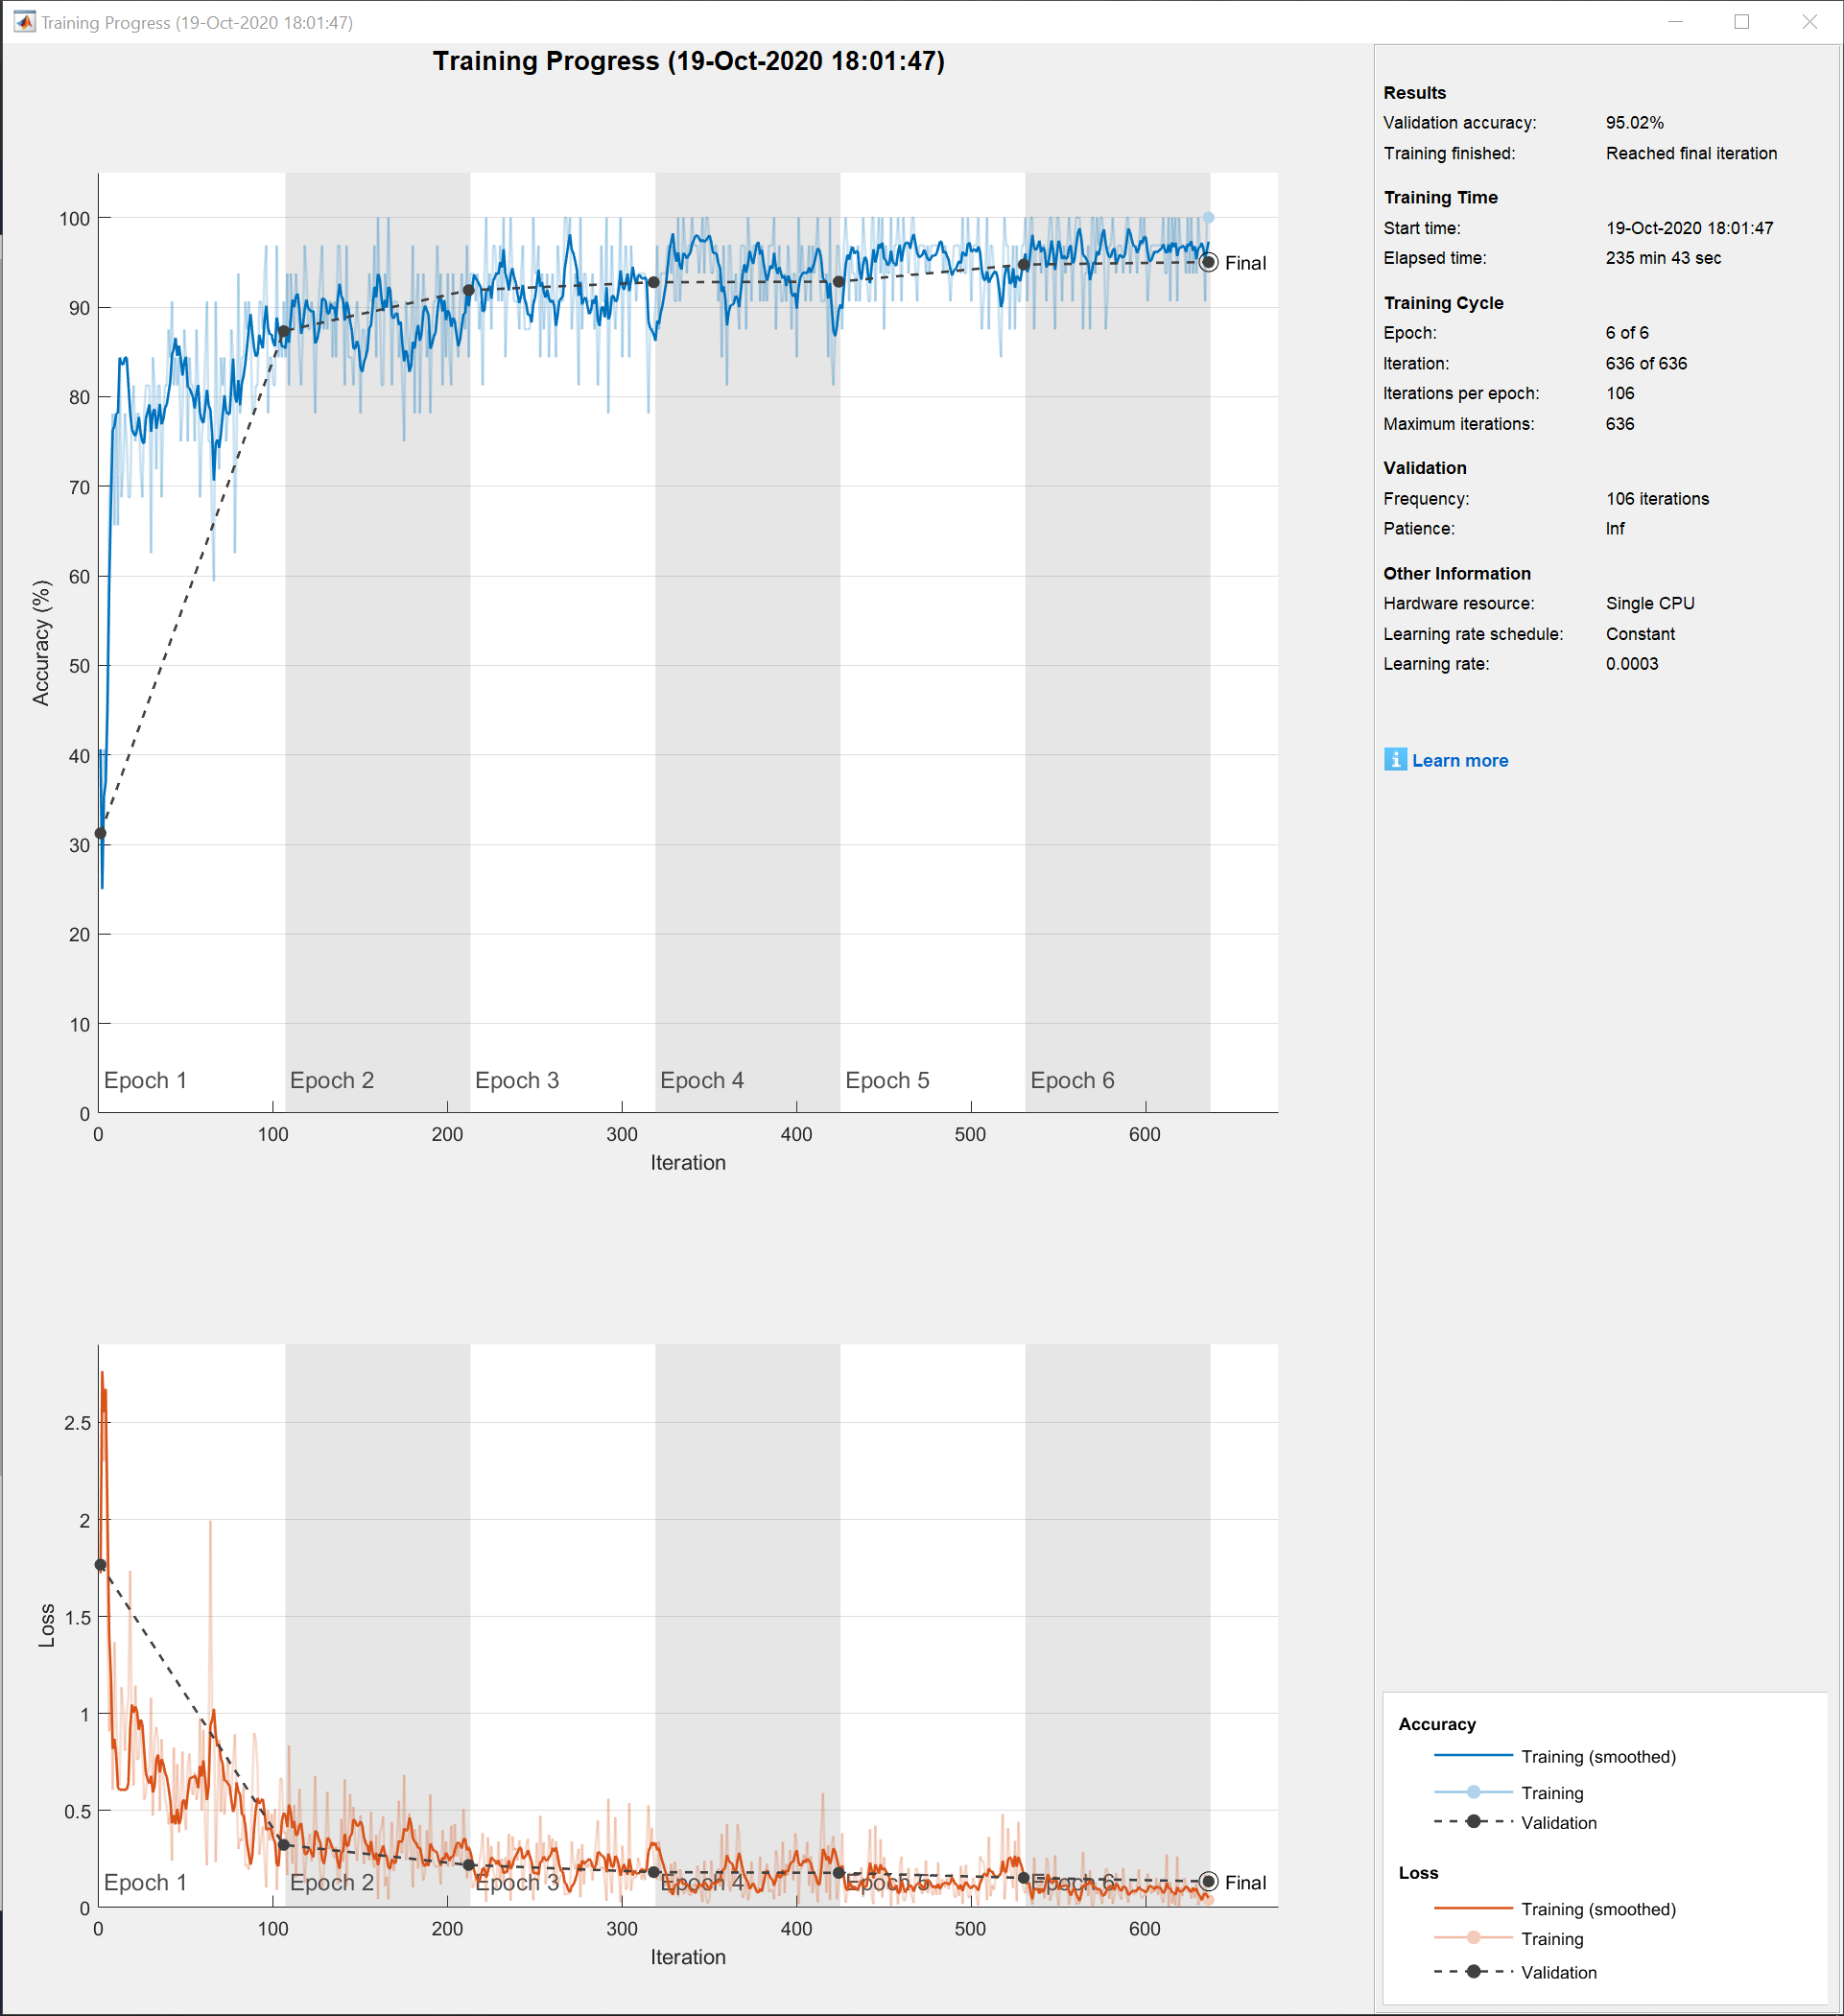 Training Progress (19-Oct-2020 18:01:47)
Training Progress (19-Oct-2020 18:01:47)
100
90
80
70
60
50
40
30
20
10
0
Accuracy (%)
Final
Epoch 1
Epoch 2
Epoch 3
Epoch 4
Epoch 5
Epoch 6
0
100
200
300
400
500
600
Iteration
2.5
2
1.5
1
0.5
0
Loss
Final
Epoch 1
Epoch 2
Epoch 3
Epoch 4
Epoch 5
Epoch 6
0
100
200
300
400
500
600
Iteration
Results
Validation accuracy: 95.02%
Training finished: Reached final iteration
Training Time
Start time: 19-Oct-2020 18:01:47
Elapsed time: 235 min 43 sec
Training Cycle
Epoch: 6 of 6
Iteration: 636 of 636
Iterations per epoch: 106
Maximum iterations: 636
Validation
Frequency: 106 iterations
Patience: Inf
Other Information
Hardware resource: Single CPU
Learning rate schedule: Constant
Learning rate: 0.0003
i Learn more
Accuracy
Training (smoothed)
Training
Validation
Loss
Training (smoothed)
Training
Validation